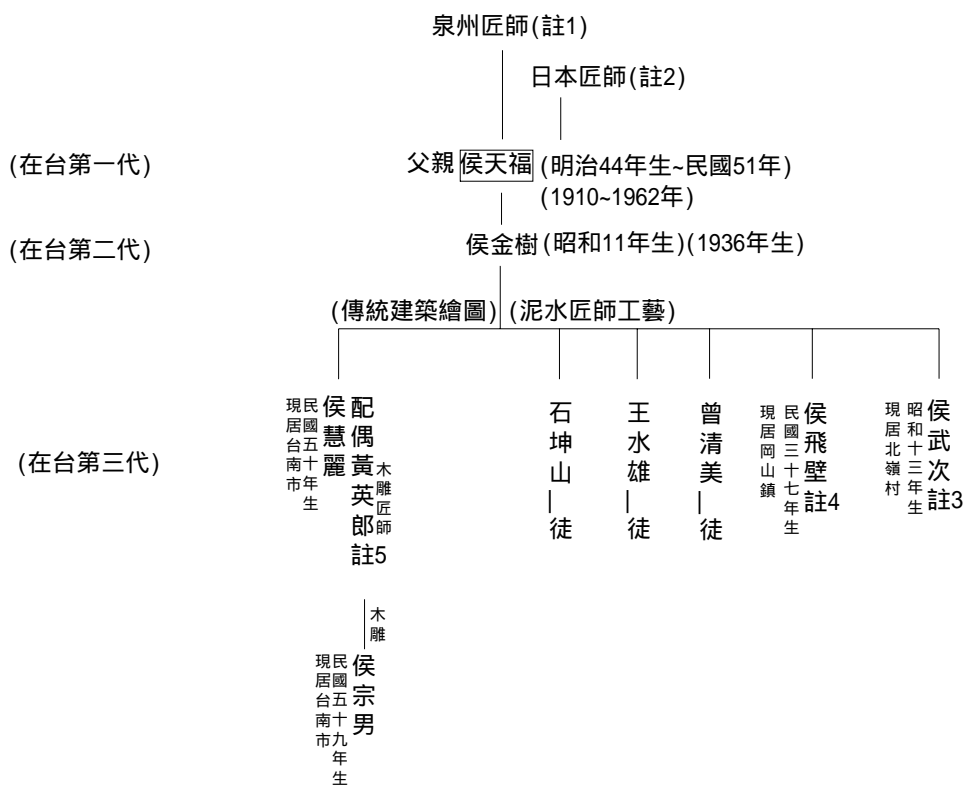 泉州匠師(註1)
日本匠師(註2)
(在台第一代)
父親 侯天福 (明治44年生~民國51年)
(1910~1962年)
(在台第二代)
侯金樹(昭和11年生)(1936年生)
(傳統建築繪圖) (泥水匠師工藝)
(在台第三代)
侯武次註3
昭和十三年生
現居北嶺村
侯飛壁註4
民國三十七年生
現居岡山鎮
曾清美|徒
王水雄|徒
石坤山|徒
木雕匠師
配偶黃英郎註5
侯慧麗
民國五十年生
現居台南市
木雕
侯宗男
民國五十九年生
現居台南市